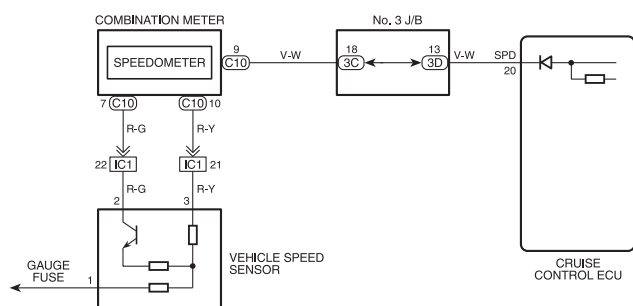 COMBINATION METER
No. 3 J/B
SPEEDOMETER
9
C10
V-W
18
3C
13
3D
V-W
SPD
20
7 C10
C10 10
R-G
R-Y
22 IC1
IC1 21
R-G
R-Y
2
3
VEHICLE SPEED
SENSOR
GAUGE
FUSE
1
CRUISE
CONTROL ECU